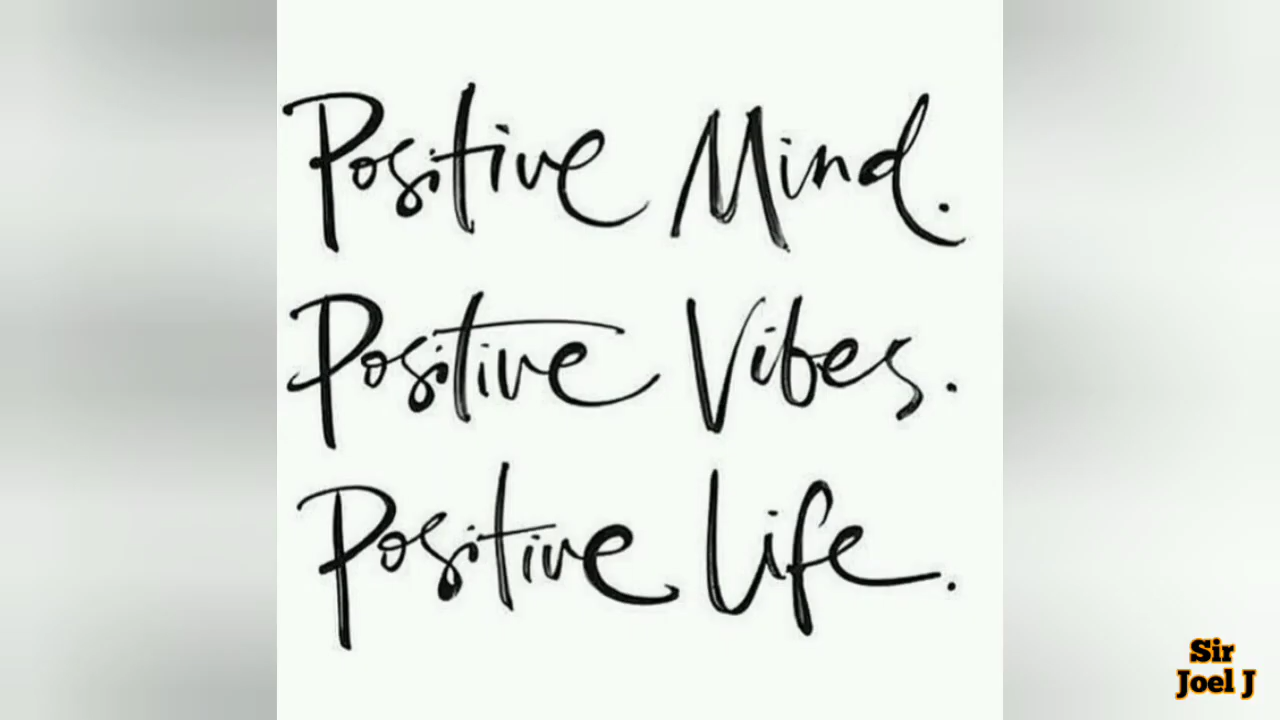 Positive Mind.
Positive Vibes.
Positive Life.
Sir
Joel J